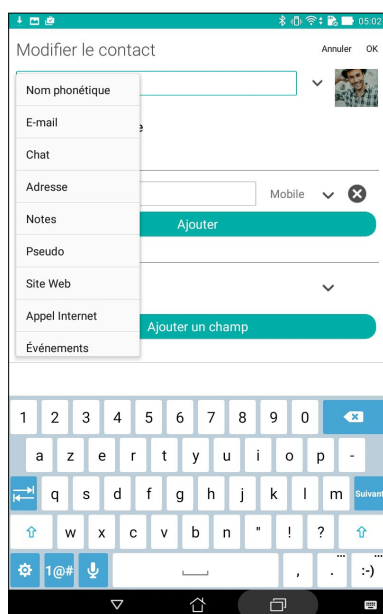 05:02
Modifier le contact
Annuler OK
Nom phonétique
E-mail
Chat
Adresse
Mobile
Notes
Ajouter
Pseudo
Site Web
Appel Internet
Ajouter un champ
Événements
1 2 3 4 5 6 7 8 9 0
a z e r t y u i o p -
q s d f g h j k l m Suivant
w x c v b n " ! ?
1@# , . ... :-) ...